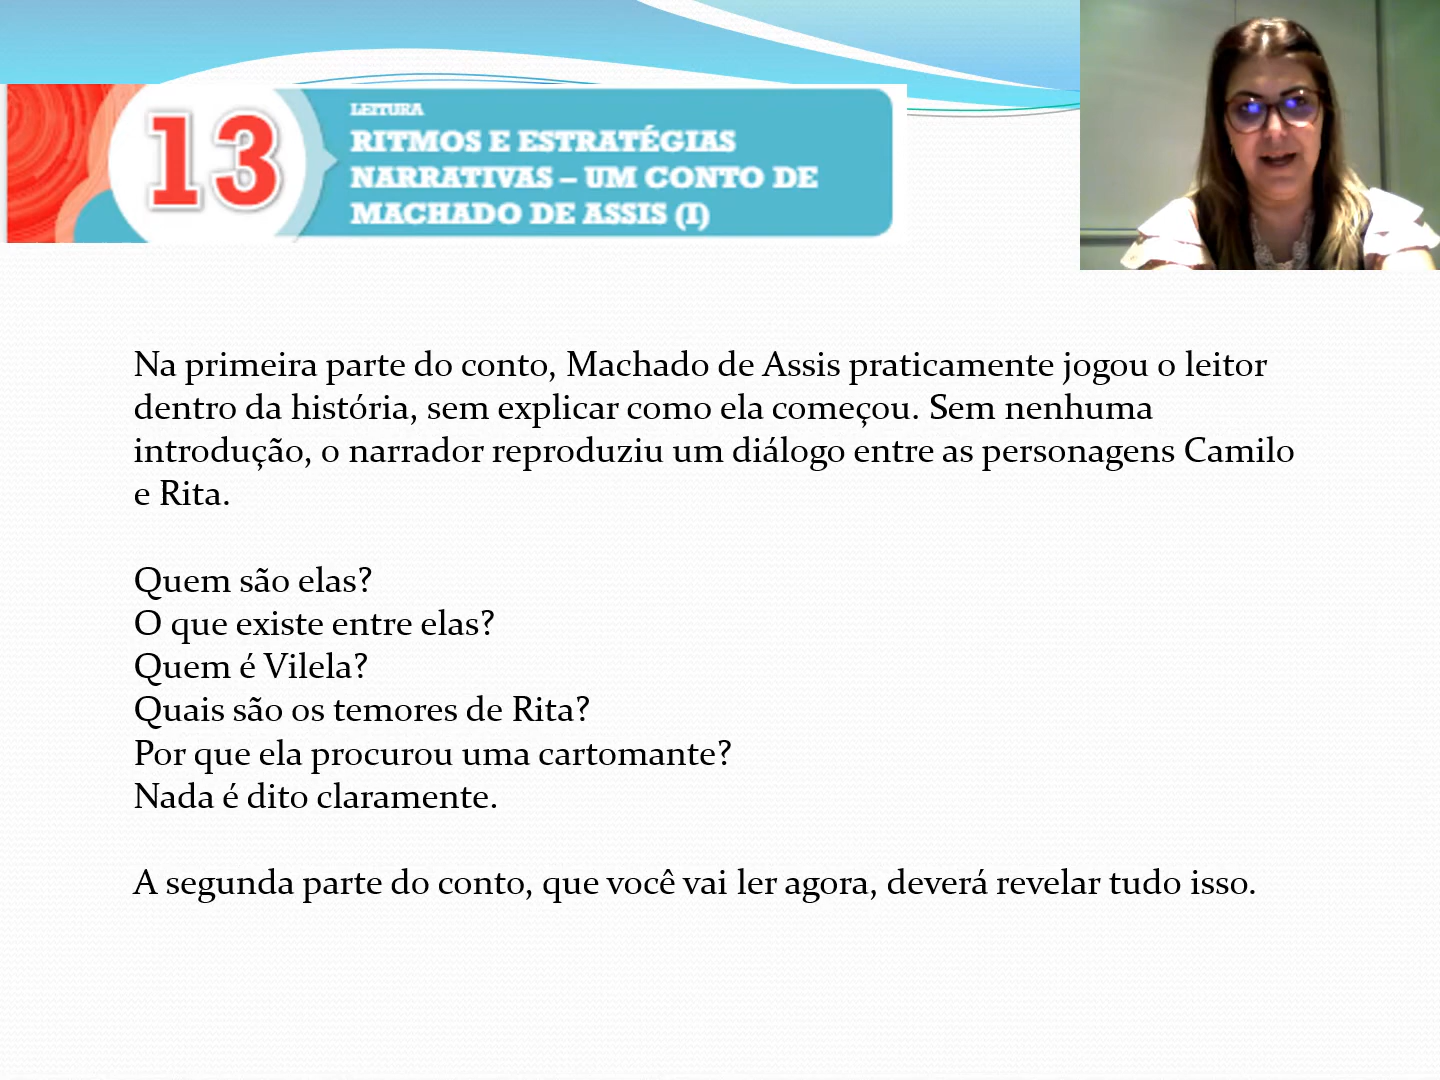 13
LEITURA
RITMOS E ESTRATÉGIAS
NARRATIVAS – UM CONTO DE
MACHADO DE ASSIS (I)
Na primeira parte do conto, Machado de Assis praticamente jogou o leitor
dentro da história, sem explicar como ela começou. Sem nenhuma
introdução, o narrador reproduziu um diálogo entre as personagens Camilo
e Rita.
Quem são elas?
O que existe entre elas?
Quem é Vilela?
Quais são os temores de Rita?
Por que ela procurou uma cartomante?
Nada é dito claramente.
A segunda parte do conto, que você vai ler agora, deverá revelar tudo isso.